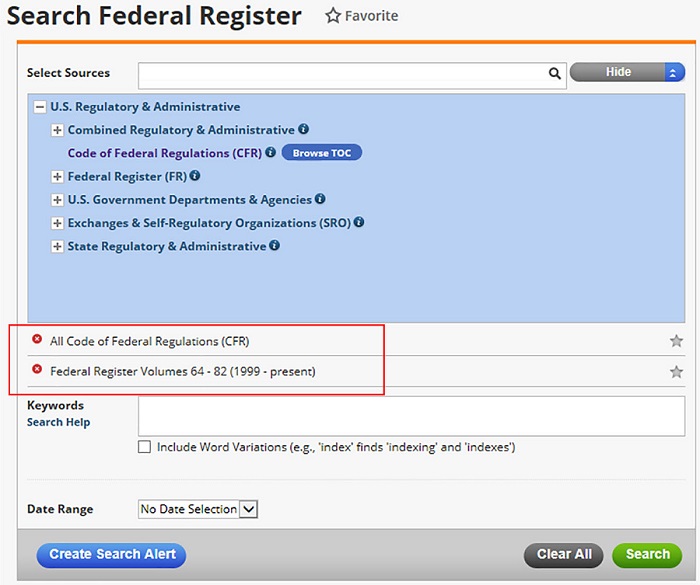 Search Federal Register Favorite
Select Sources Hide
U.S. Regulatory & Administrative
Combined Regulatory & Administrative i
Code of Federal Regulations (CFR) i Browse TOC
Federal Register (FR) i
U.S. Government Departments & Agencies i
Exchanges & Self-Regulatory Organizations (SRO) i
State Regulatory & Administrative i
All Code of Federal Regulations (CFR)
Federal Register Volumes 64 - 82 (1999 - present)
Keywords
Search Help
Include Word Variations (e.g., 'index' finds 'indexing' and 'indexes')
Date Range No Date Selection
Create Search Alert Clear All Search